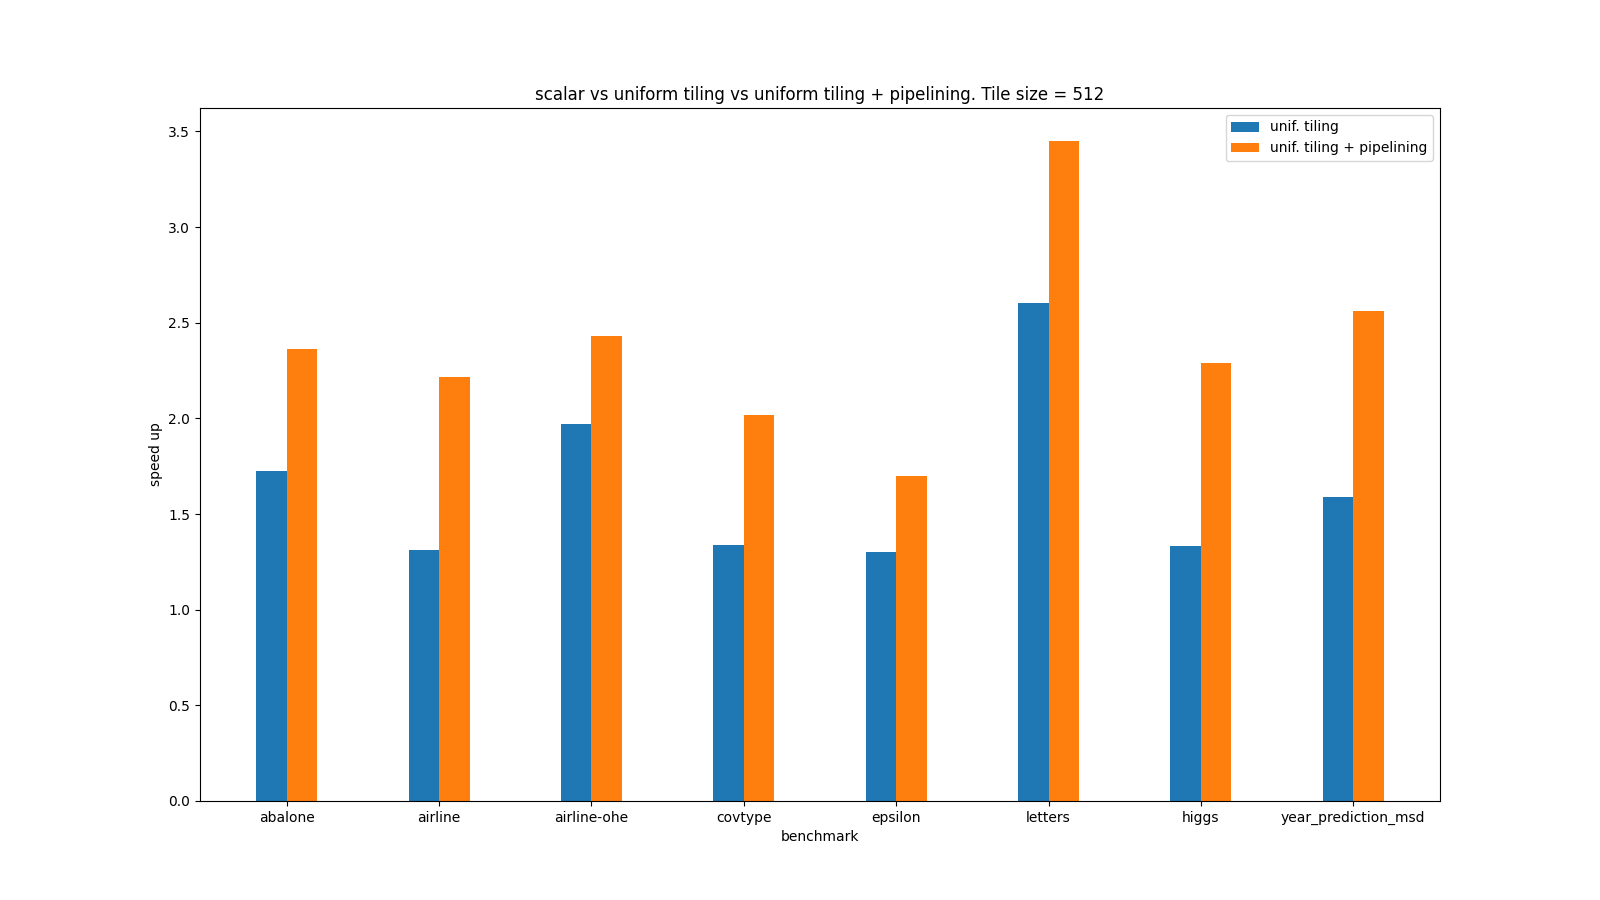 scalar vs uniform tiling vs uniform tiling + pipelining. Tile size = 512
unif. tiling
unif. tiling + pipelining
speed up
3.5
3.0
2.5
2.0
1.5
1.0
0.5
0.0
abalone airline airline-ohe covtype epsilon letters higgs year_prediction_msd
benchmark